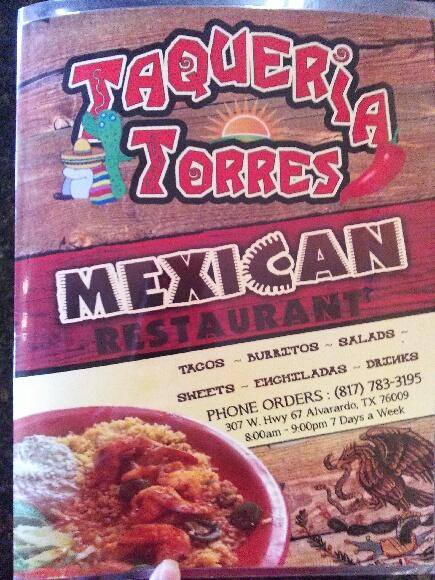 TAQUERIA
TORRES
MEXICAN
RESTAURANT
TACOS ~ BURRITOS ~ SALADS ~
SWEETS ~ ENCHILADAS ~ DRINKS
PHONE ORDERS : (817) 783-3195
307 W. Hwy 67 Alvarardo, TX 76009
8:00am - 9:00pm 7 Days a Week